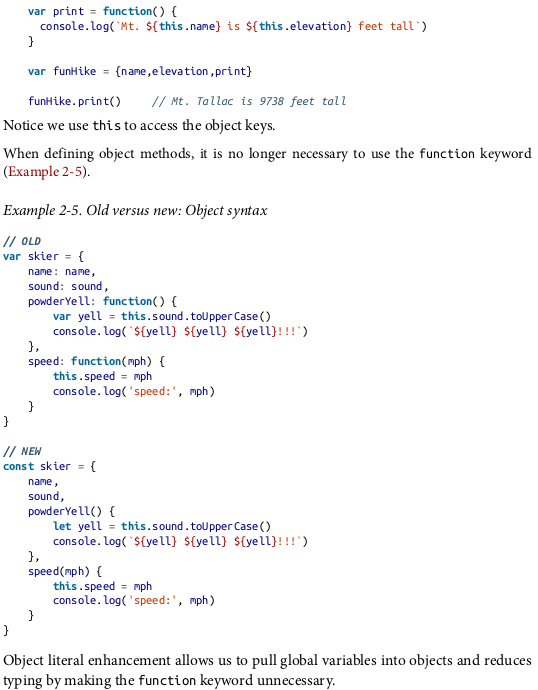 var print = function() {
console.log(`Mt. ${this.name} is ${this.elevation} feet tall`)
}
var funHike = {name,elevation,print}
funHike.print() // Mt. Tallac is 9738 feet tall
Notice we use this to access the object keys.
When defining object methods, it is no longer necessary to use the function keyword
(Example 2-5).
Example 2-5. Old versus new: Object syntax
// OLD
var skier = {
name: name,
sound: sound,
powderYell: function() {
var yell = this.sound.toUpperCase()
console.log(`${yell} ${yell} ${yell}!!!`)
},
speed: function(mph) {
this.speed = mph
console.log('speed:', mph)
}
}
// NEW
const skier = {
name,
sound,
powderYell() {
let yell = this.sound.toUpperCase()
console.log(`${yell} ${yell} ${yell}!!!`)
},
speed(mph) {
this.speed = mph
console.log('speed:', mph)
}
}
Object literal enhancement allows us to pull global variables into objects and reduces
typing by making the function keyword unnecessary.